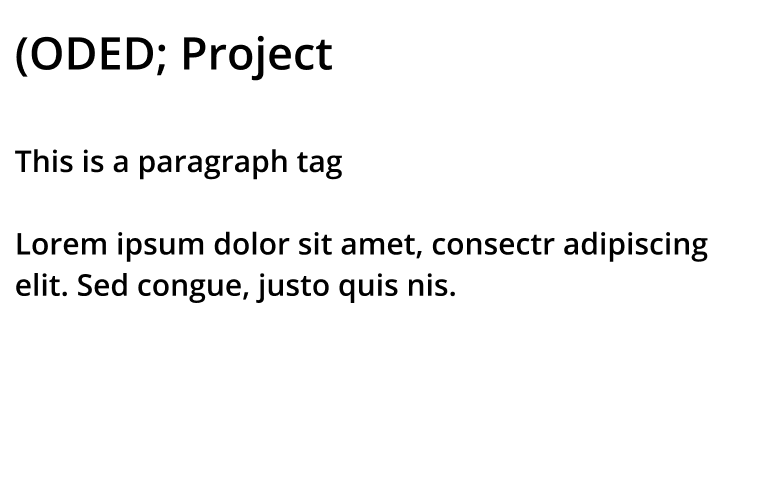 (ODED; Project
This is a paragraph tag
Lorem ipsum dolor sit amet, consectr adipiscing
elit. Sed congue, justo quis nis.